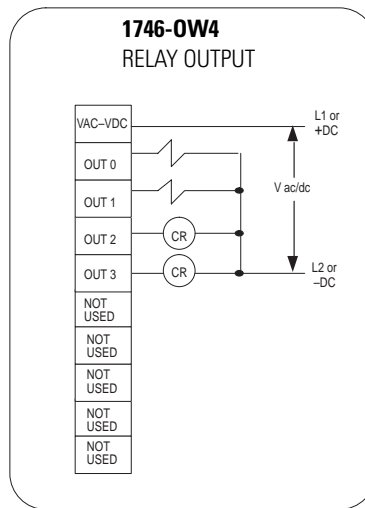 1746-OW4
RELAY OUTPUT
VAC–VDC
L1 or
+DC
OUT 0
OUT 1
V ac/dc
OUT 2
CR
OUT 3
CR
L2 or
–DC
NOT
USED
NOT
USED
NOT
USED
NOT
USED
NOT
USED